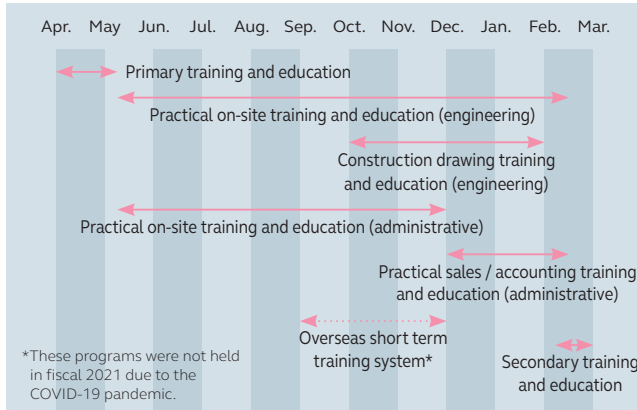 Apr. May Jun. Jul. Aug. Sep. Oct. Nov. Dec. Jan. Feb. Mar.
Primary training and education
Practical on-site training and education (engineering)
Construction drawing training
and education (engineering)
Practical on-site training and education (administrative)
Practical sales / accounting training
and education (administrative)
Overseas short term
training system*
Secondary training
and education
*These programs were not held
in fiscal 2021 due to the
COVID-19 pandemic.